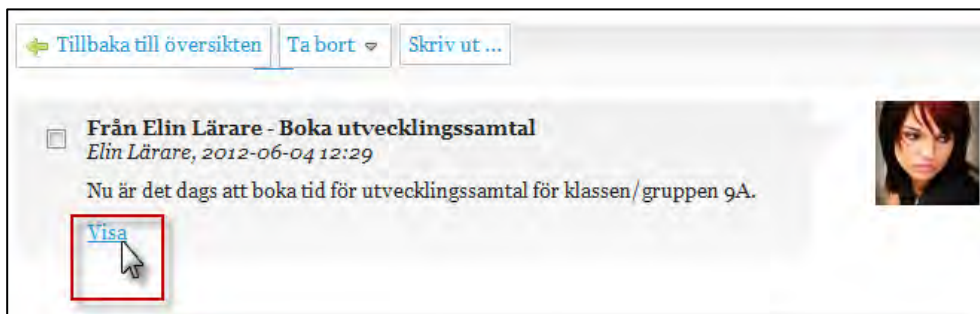 Tillbaka till översikten Ta bort Skriv ut ...
Från Elin Lärare - Boka utvecklingssamtal
Elin Lärare, 2012-06-04 12:29
Nu är det dags att boka tid för utvecklingssamtal för klassen/gruppen 9A.
Visa